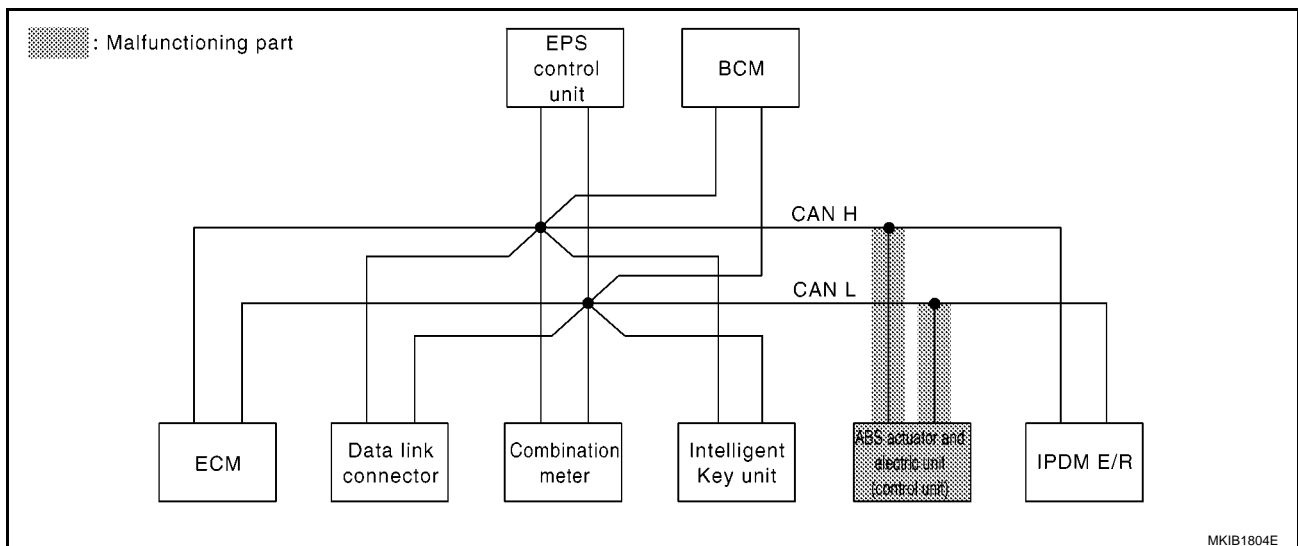 : Malfunctioning part
EPS
control
unit
BCM
CAN H
CAN L
ECM
Data link
connector
Combination
meter
Intelligent
Key unit
ABS actuator and
electric unit
(control unit)
IPDM E/R
MKIB1804E